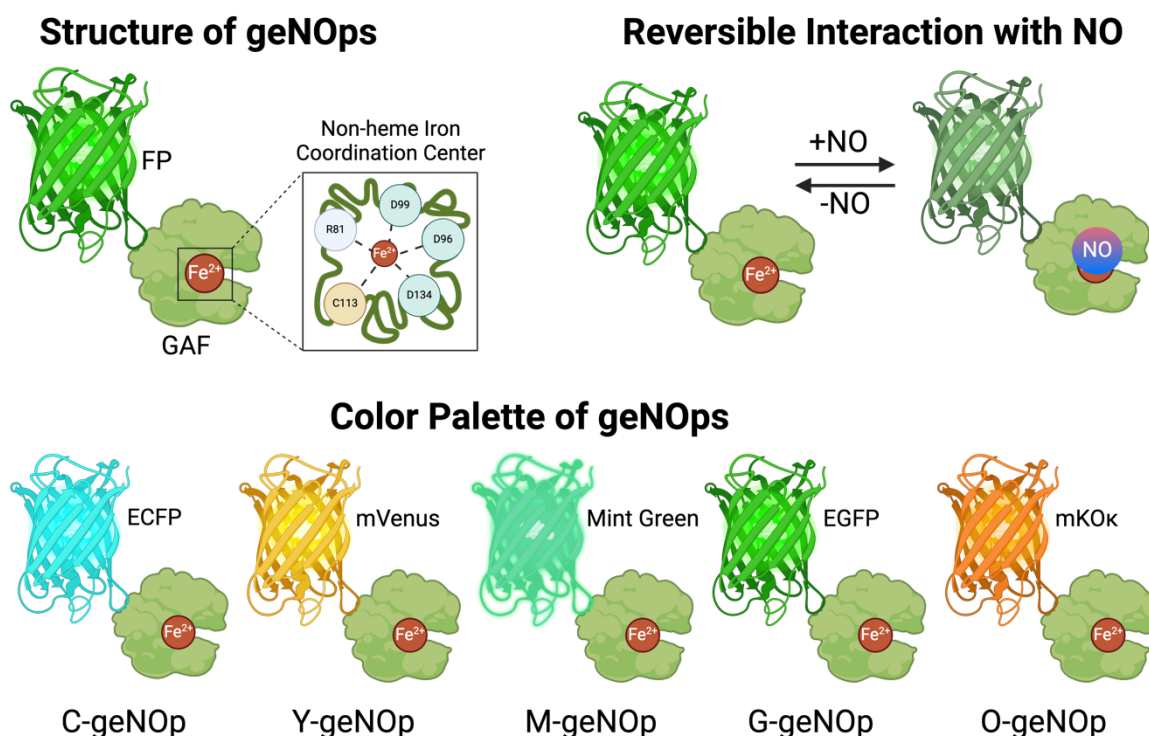 Structure of geNOps
Reversible Interaction with NO
FP
Non-heme Iron
Coordination Center
D99
R81
D96
Fe²⁺
C113
D134
Fe²⁺
GAF
+NO
-NO
Fe²⁺
NO
Color Palette of geNOps
ECFP
mVenus
Mint Green
EGFP
mKOκ
Fe²⁺
Fe²⁺
Fe²⁺
Fe²⁺
Fe²⁺
C-geNOp
Y-geNOp
M-geNOp
G-geNOp
O-geNOp